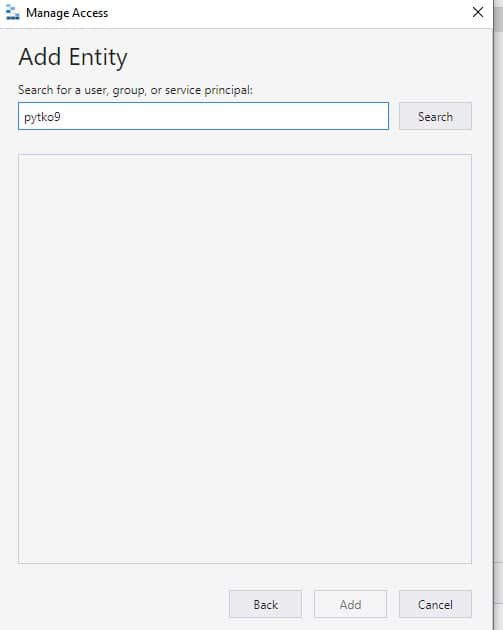 Manage Access
Add Entity
Search for a user, group, or service principal:
pytko9
Search
Back
Add
Cancel